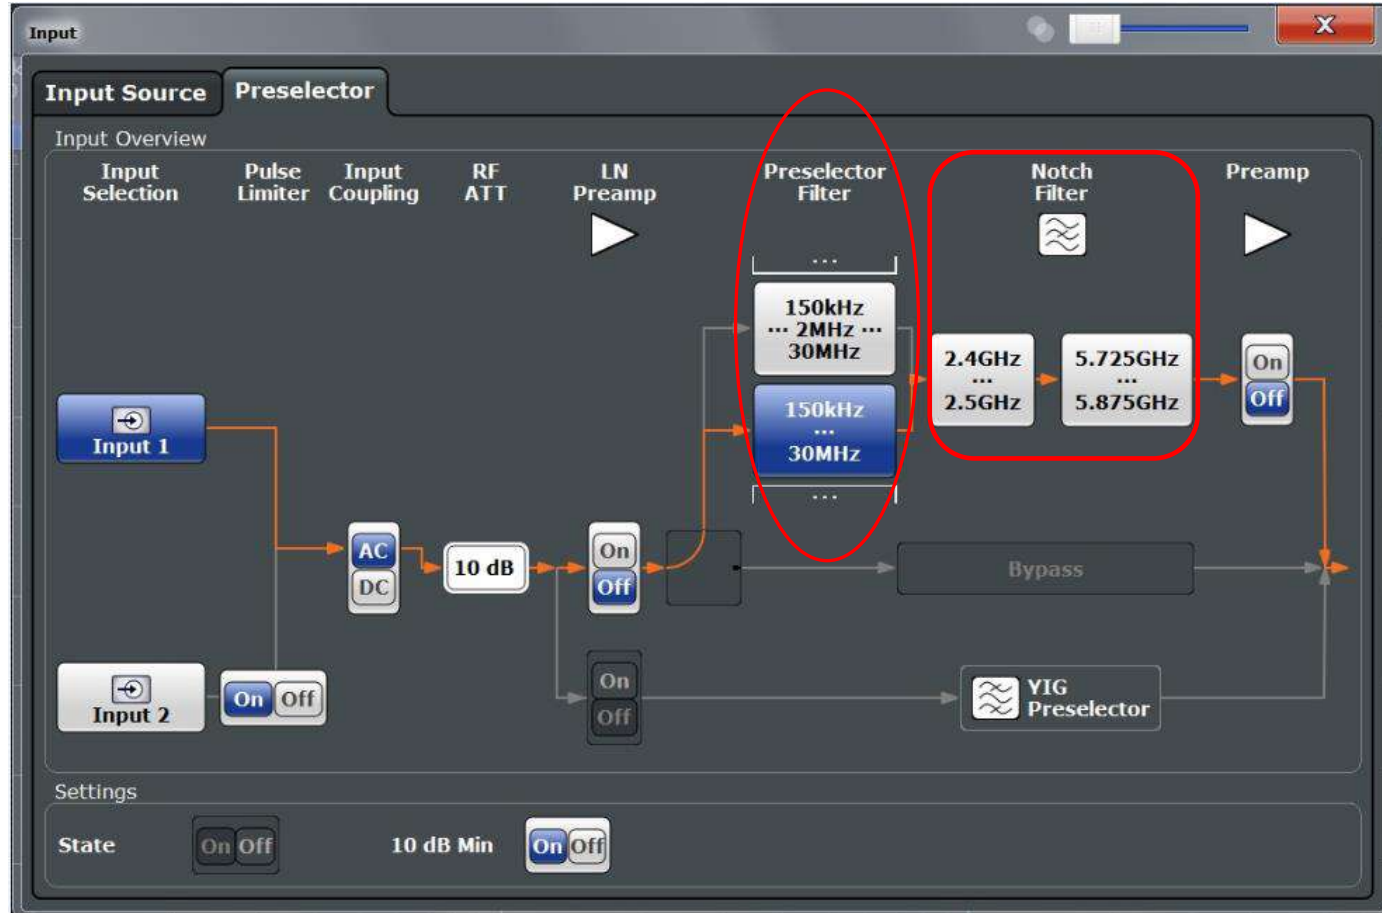 Input
Input Source
Preselector
Input Overview
Input
Selection
Pulse
Limiter
Input
Coupling
RF
ATT
LN
Preamp
Preselector
Filter
Notch
Filter
Preamp
...
150kHz
... 2MHz ...
30MHz
150kHz
...
30MHz
...
2.4GHz
...
2.5GHz
5.725GHz
...
5.875GHz
On
Off
Input 1
AC
DC
10 dB
On
Off
Bypass
Input 2
On Off
On
Off
YIG
Preselector
Settings
State
On Off
10 dB Min
On Off